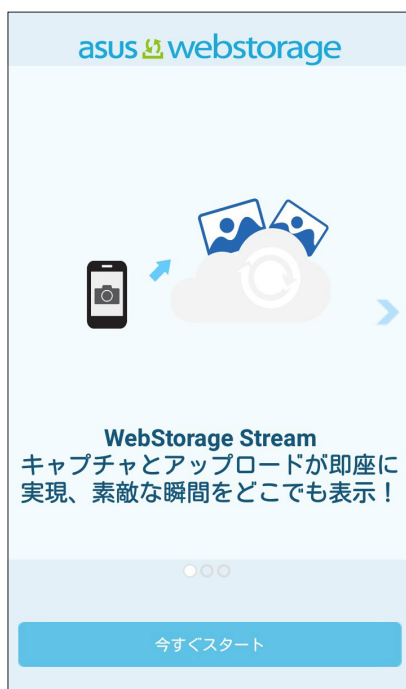 asus webstorage
WebStorage Stream
キャプチャとアップロードが即座に
実現、素敵な瞬間をどこでも表示！
今すぐスタート